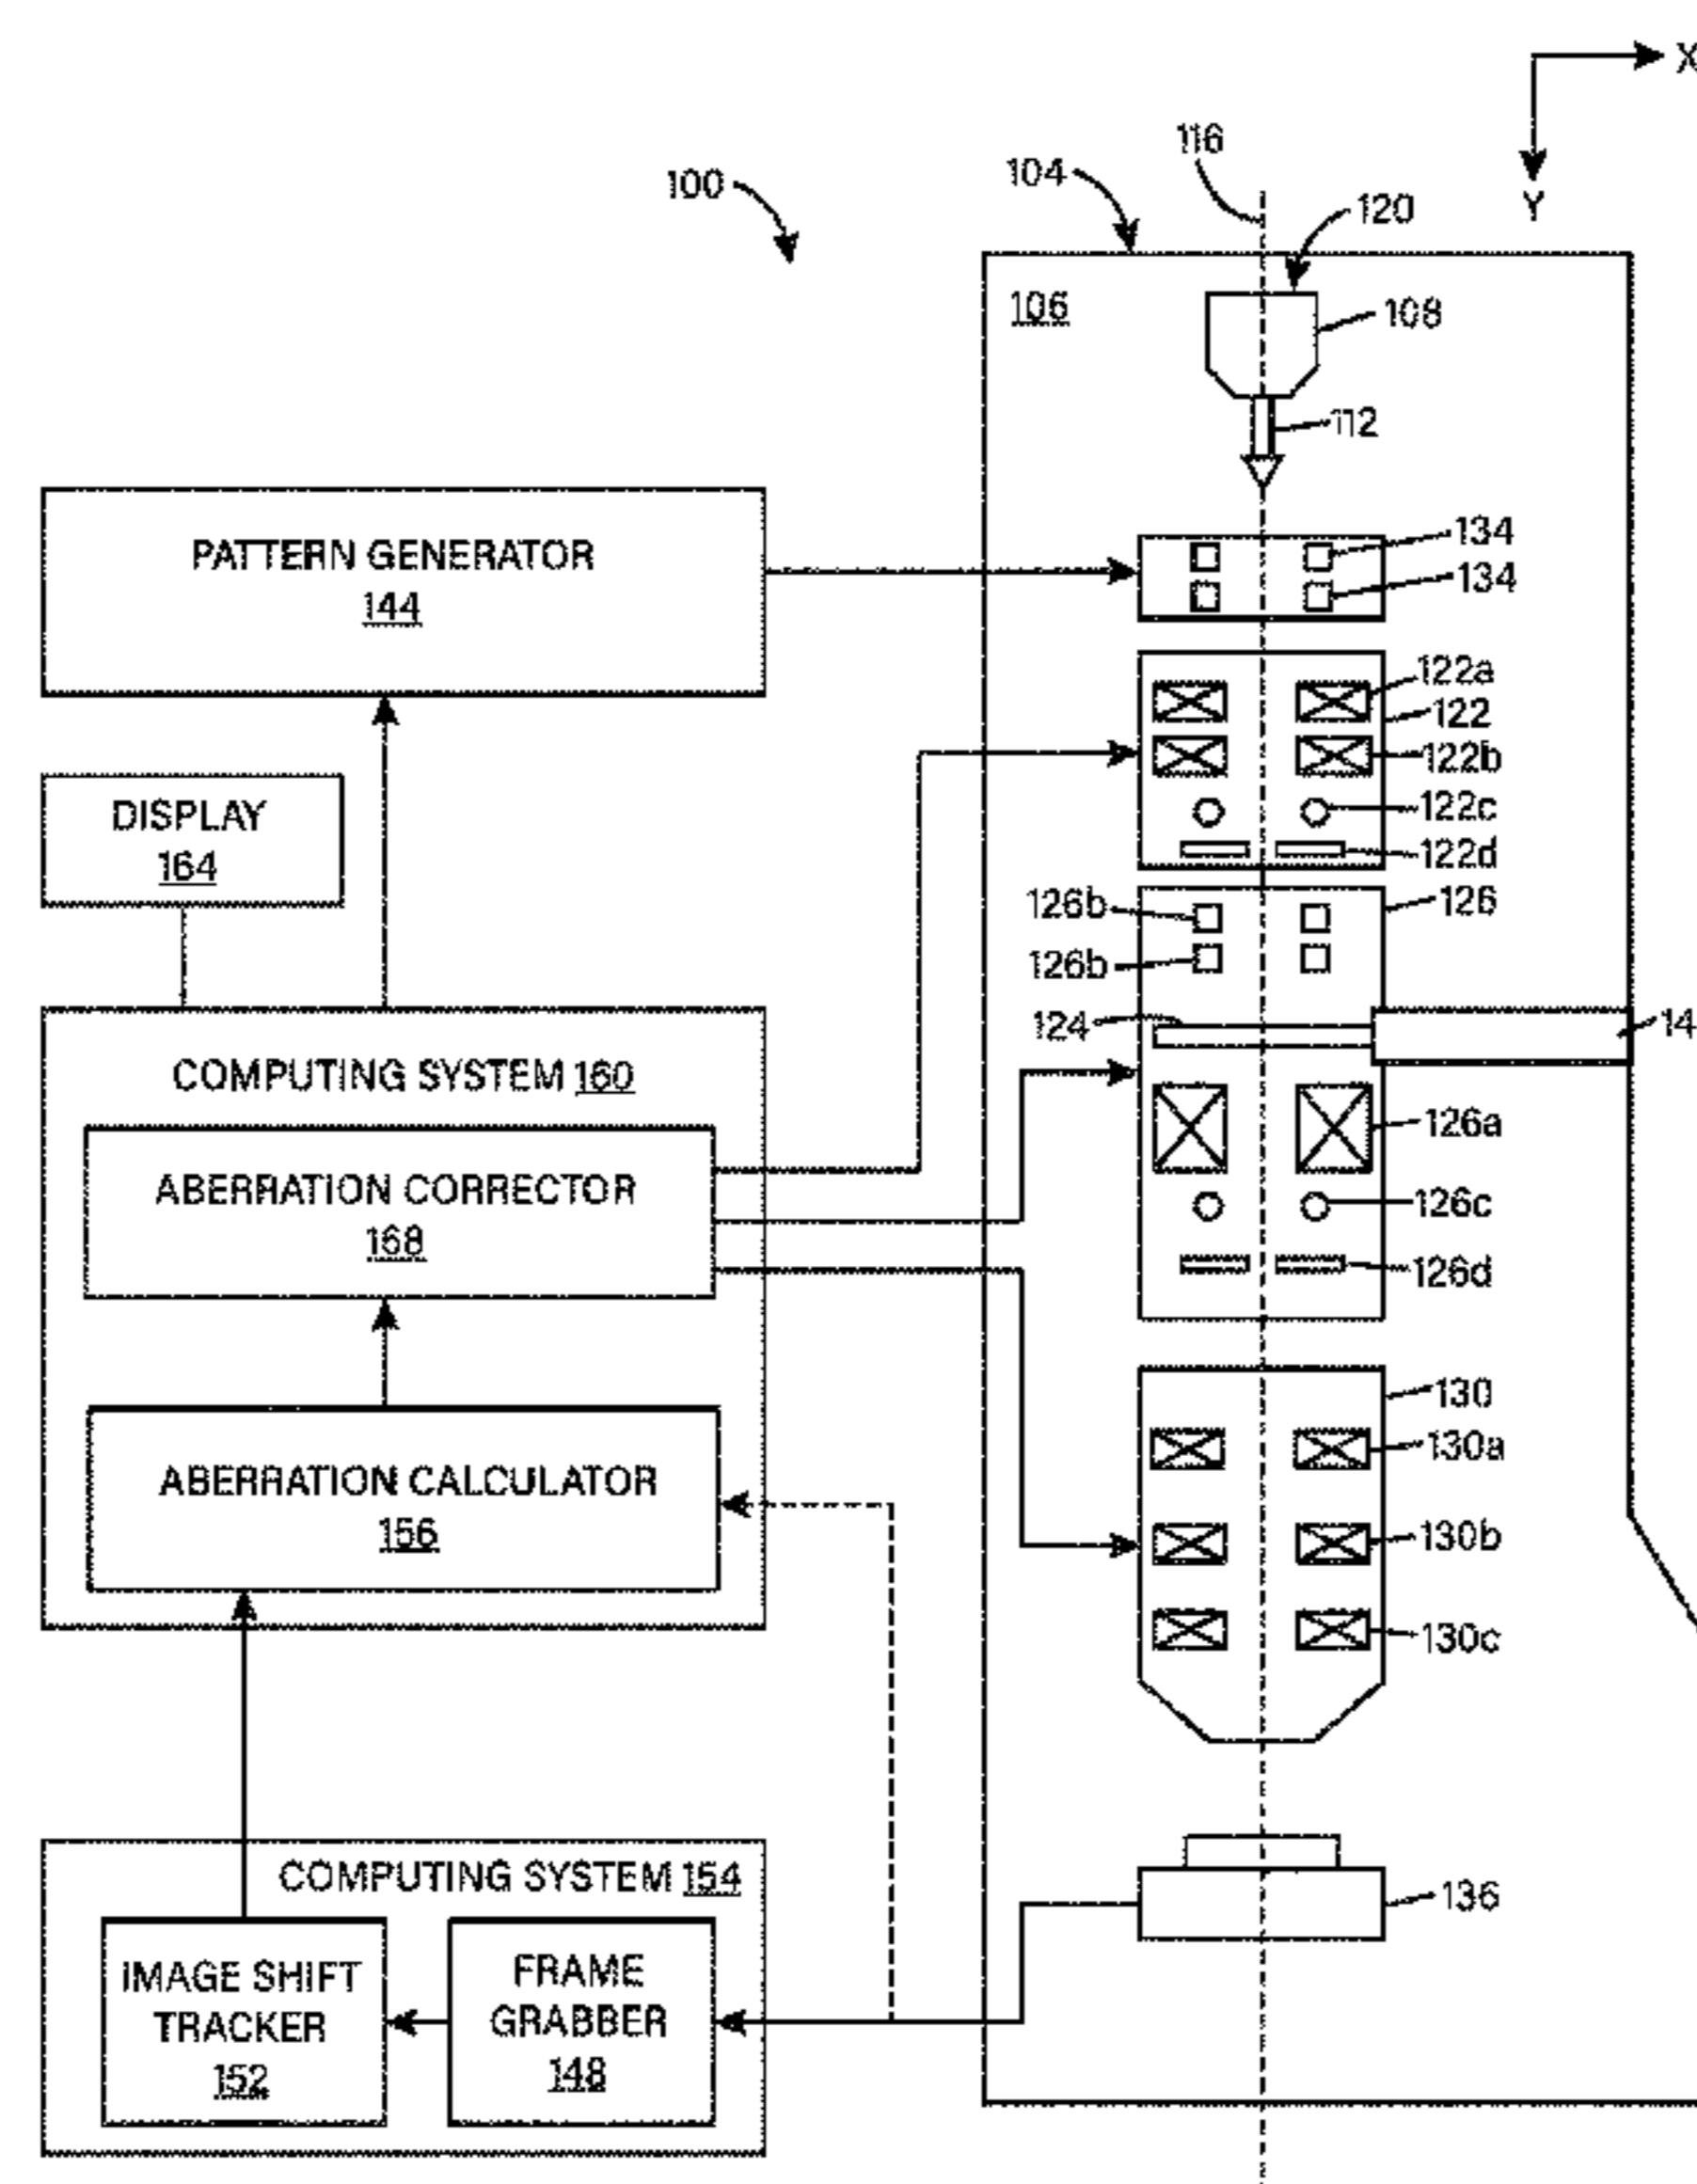 X
Y
116
100
104
120
106
108
112
PATTERN GENERATOR
144
134
134
122a
122
122b
122c
122d
DISPLAY
164
126b
126
126b
124
14
COMPUTING SYSTEM 160
126a
ABERRATION CORRECTOR
168
126c
126d
130
130a
ABERRATION CALCULATOR
156
130b
130c
COMPUTING SYSTEM 154
136
IMAGE SHIFT
TRACKER
152
FRAME
GRABBER
148